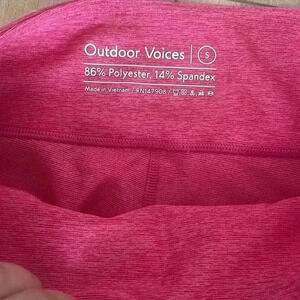 Outdoor Voices | S
86% Polyester, 14% Spandex
Made in Vietnam / RN147908 /